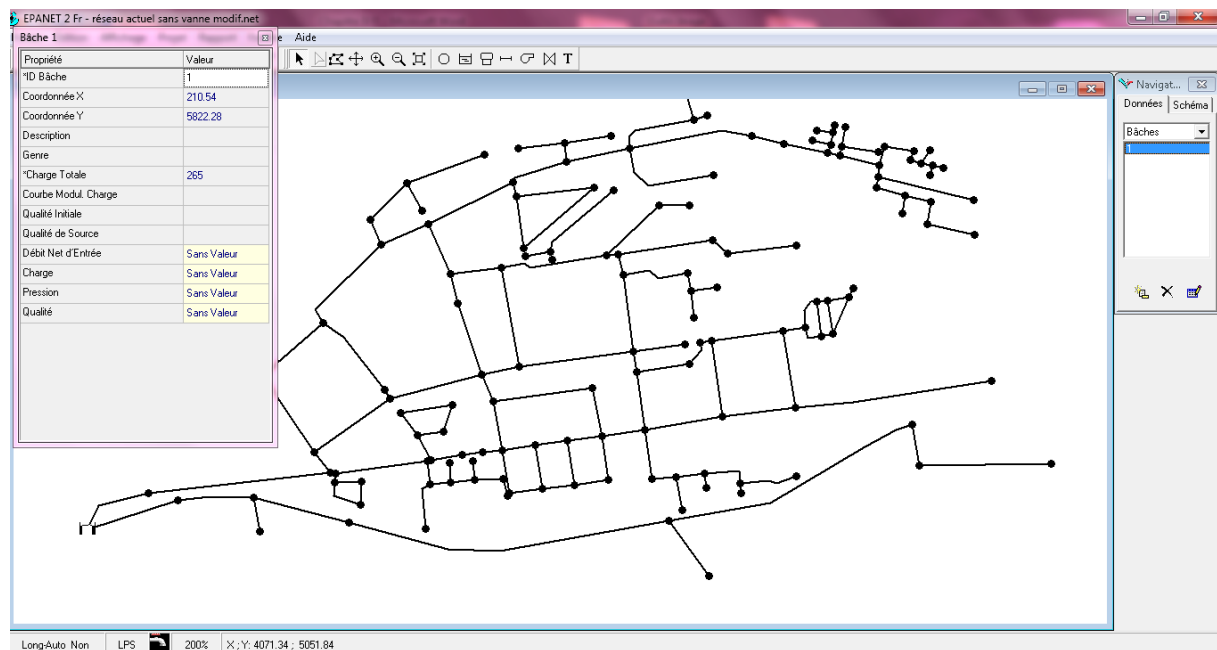 EPANET 2 Fr - réseau actuel sans vanne modif.net
Bâche 1
Affichage Projet Rapport
e Aide
Propriété Valeur
*ID Bâche 1
Coordonnée X 210.54
Coordonnée Y 5822.28
Description
Genre
*Charge Totale 265
Courbe Modul. Charge
Qualité Initiale
Qualité de Source
Débit Net d'Entrée Sans Valeur
Charge Sans Valeur
Pression Sans Valeur
Qualité Sans Valeur
T
Navigat...
Données Schéma
Bâches
1
Long-Auto Non LPS 200% X ; Y: 4071.34 ; 5051.84